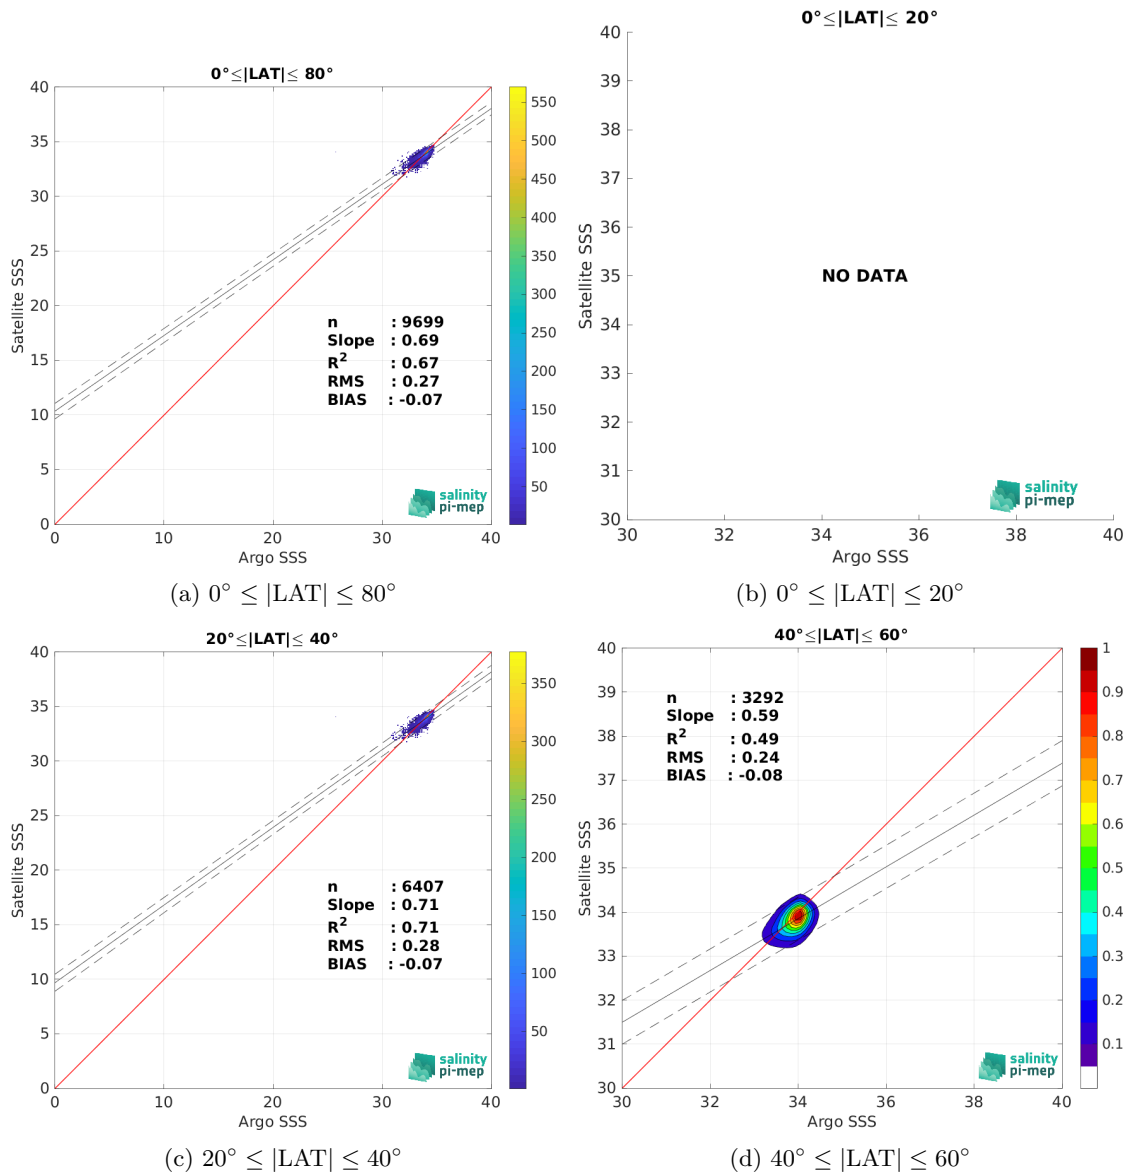 0°≤|LAT|≤ 80°
40
35
30
25
20
15
10
5
0
0
10
20
30
40
Satellite SSS
Argo SSS
n : 9699
Slope : 0.69
R2 : 0.67
RMS : 0.27
BIAS : -0.07
salinity
pi-mep
550
500
450
400
350
300
250
200
150
100
50
(a) 0° ≤ |LAT| ≤ 80°
0°≤|LAT|≤ 20°
40
39
38
37
36
35
34
33
32
31
30
30
32
34
36
38
40
Satellite SSS
Argo SSS
NO DATA
salinity
pi-mep
(b) 0° ≤ |LAT| ≤ 20°
20°≤|LAT|≤ 40°
40
35
30
25
20
15
10
5
0
0
10
20
30
40
Satellite SSS
Argo SSS
n : 6407
Slope : 0.71
R2 : 0.71
RMS : 0.28
BIAS : -0.07
salinity
pi-mep
350
300
250
200
150
100
50
(c) 20° ≤ |LAT| ≤ 40°
40°≤|LAT|≤ 60°
40
39
38
37
36
35
34
33
32
31
30
30
32
34
36
38
40
Satellite SSS
Argo SSS
n : 3292
Slope : 0.59
R2 : 0.49
RMS : 0.24
BIAS : -0.08
salinity
pi-mep
1
0.9
0.8
0.7
0.6
0.5
0.4
0.3
0.2
0.1
(d) 40° ≤ |LAT| ≤ 60°